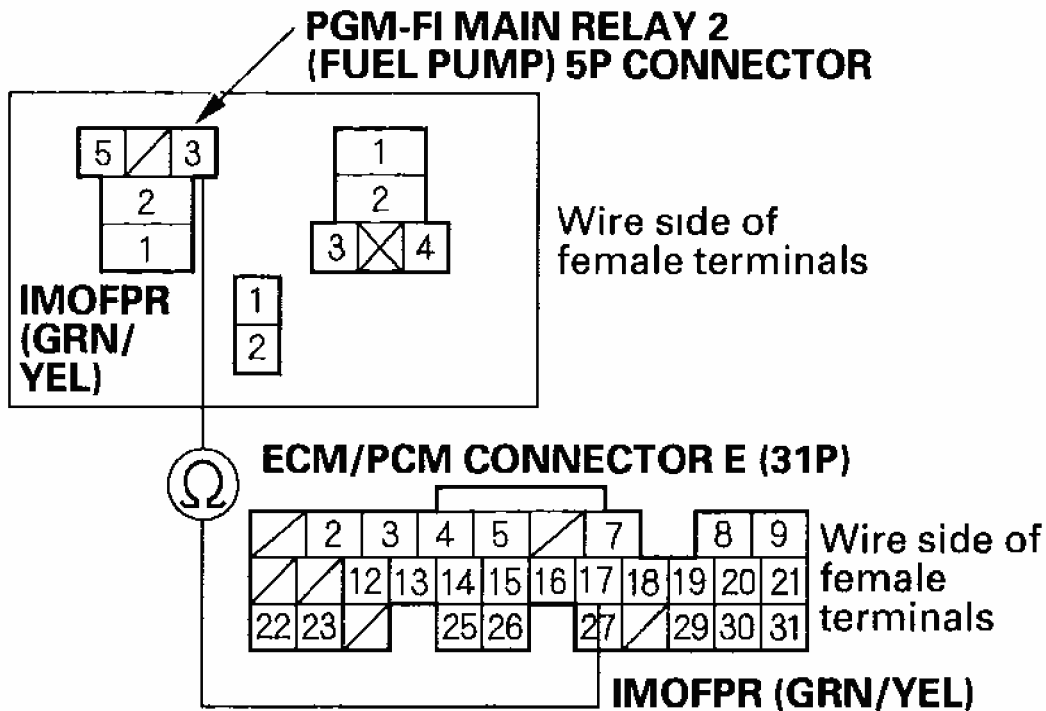 PGM-FI MAIN RELAY 2
(FUEL PUMP) 5P CONNECTOR
5 3
2
1
1
2
3 4
1
2
IMOFPR
(GRN/
YEL)
Wire side of
female terminals
Ω
ECM/PCM CONNECTOR E (31P)
2 3 4 5 7 8 9
12 13 14 15 16 17 18 19 20 21
22 23 25 26 27 29 30 31
Wire side of
female
terminals
IMOFPR (GRN/YEL)